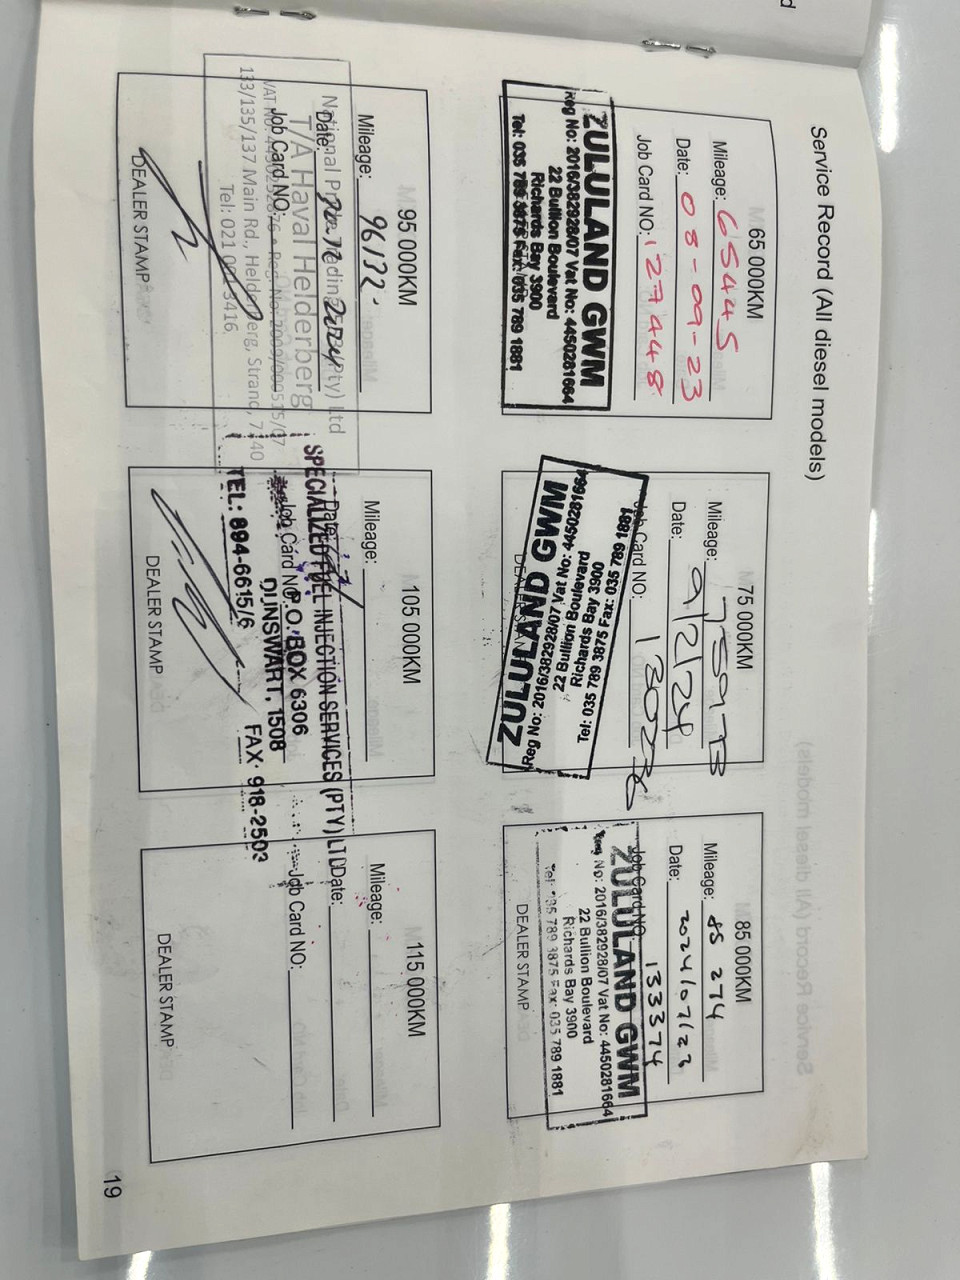 Service Record (All diesel models)
65 000KM
Mileage: 65445
Date: 08-09-23
Job Card NO: 127448
ZULULAND GWM
Reg No: 2016/382928/07 Vat No: 4450281664
22 Bullion Boulevard
Richards Bay 3900
Tel: 035 789 3875 Fax: 035 789 1881
75 000KM
Mileage:
Date: 9/2/24
Job Card NO:
ZULULAND GWM
Reg No: 2016/382928/07 Vat No: 4450281664
22 Bullion Boulevard
Richards Bay 3900
Tel: 035 789 3875 Fax: 035 789 1881
85 000KM
Mileage: 85 274
Date: 2024/07/23
Job Card NO: 133374
ZULULAND GWM
Reg No: 2016/382928/07 Vat No: 4450281664
22 Bullion Boulevard
Richards Bay 3900
Tel: 035 789 3875 Fax: 035 789 1881
DEALER STAMP
95 000KM
Mileage: 96132
Date:
Job Card NO:
T/A Haval Helderberg
133/135/137 Main Rd., Helderberg, Strand, 7140
DEALER STAMP
105 000KM
Mileage:
Date:
Job Card NO:
SPECIALIZED FUEL INJECTION SERVICES (PTY) LTD
P.O. BOX 6306
DUNSWART, 1508
TEL: 894-6615/6 FAX: 918-2503
DEALER STAMP
115 000KM
Mileage:
Date:
Job Card NO:
DEALER STAMP
19